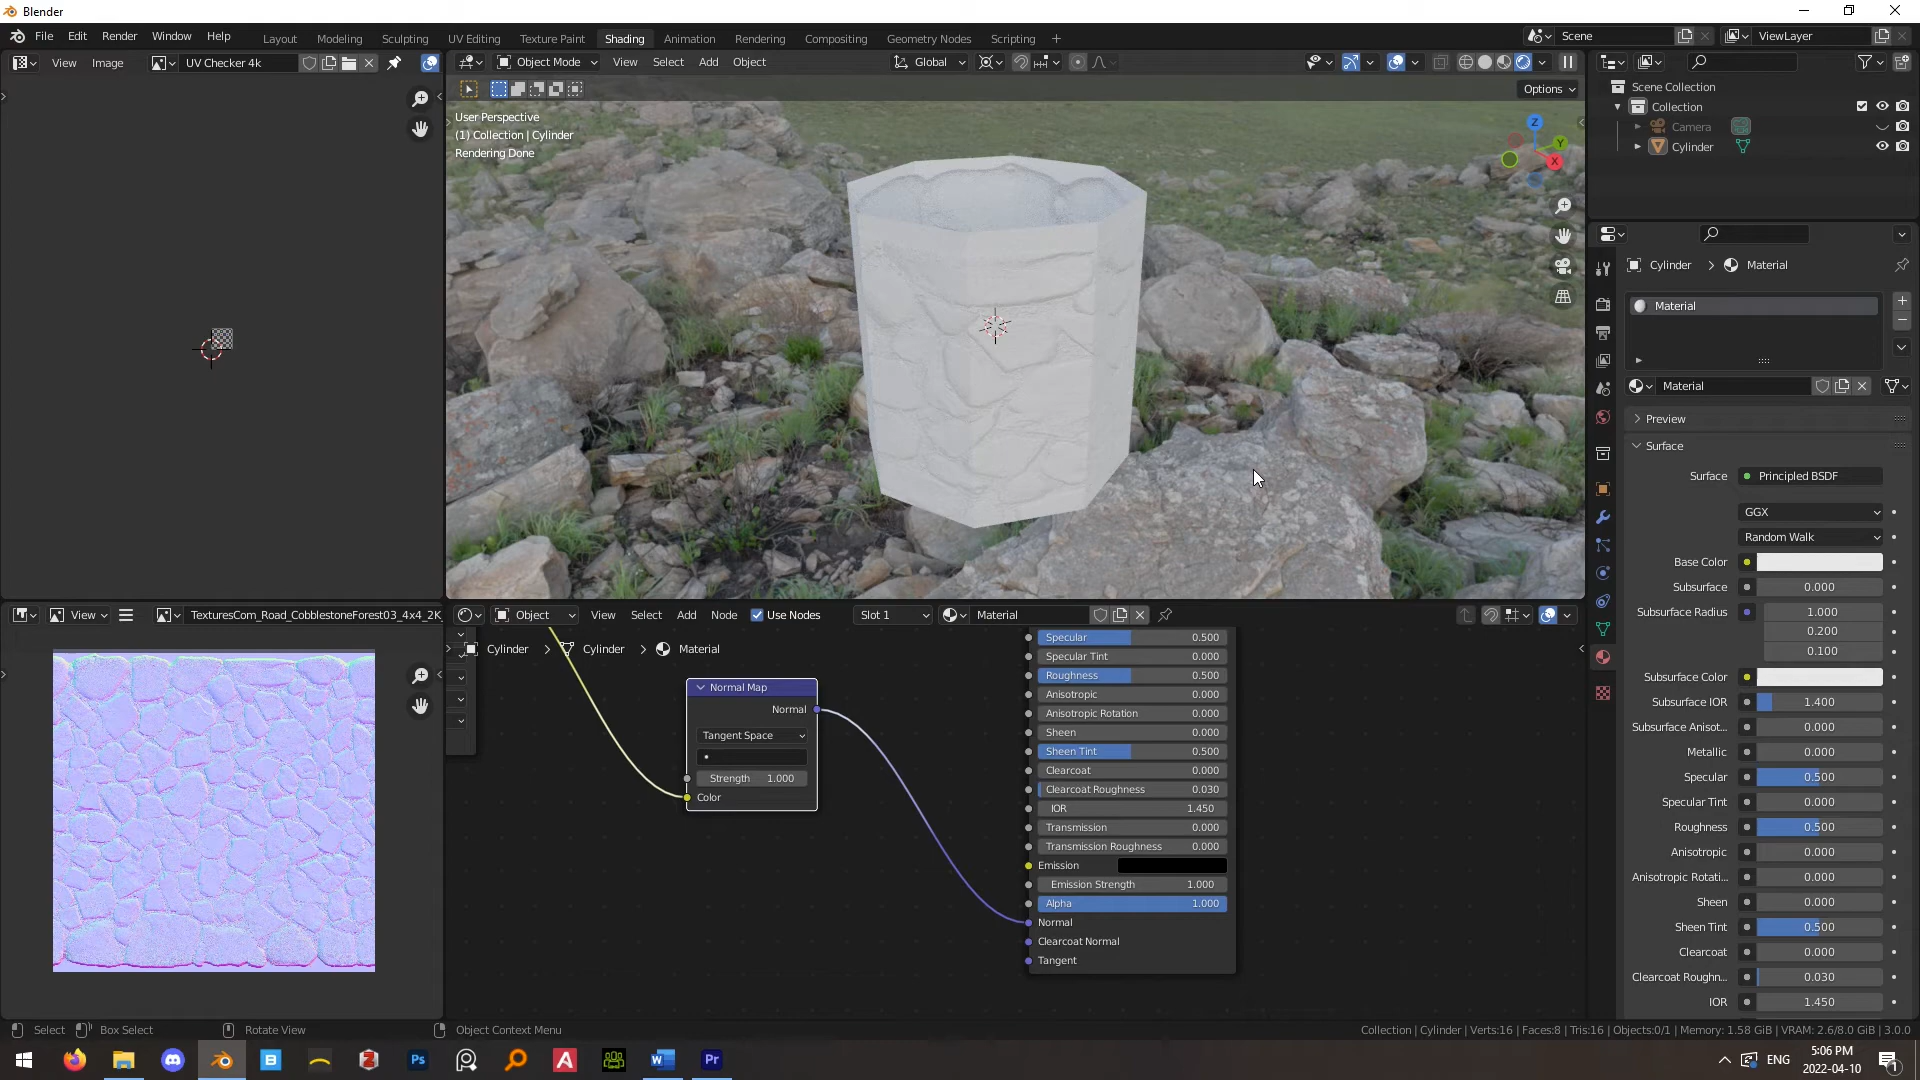 Blender
File Edit Render Window Help
Layout Modeling Sculpting UV Editing Texture Paint Shading Animation Rendering Compositing Geometry Nodes Scripting +
Scene
ViewLayer
View Image UV Checker 4k
Object Mode View Select Add Object Global
Options
User Perspective
(1) Collection | Cylinder
Rendering Done
Z
Y
X
Scene Collection
Collection
Camera
Cylinder
Cylinder > Material
Material
Material
Preview
Surface
Surface Principled BSDF
GGX
Random Walk
Base Color
Subsurface 0.000
Subsurface Radius 1.000
0.200
0.100
Subsurface Color
Subsurface IOR 1.400
Subsurface Anisot... 0.000
Metallic 0.000
Specular 0.500
Specular Tint 0.000
Roughness 0.500
Anisotropic 0.000
Anisotropic Rotati... 0.000
Sheen 0.000
Sheen Tint 0.500
Clearcoat 0.000
Clearcoat Roughn... 0.030
IOR 1.450
View TexturesCom_Road_CobblestoneForest03_4x4_2K_
Object View Select Add Node Use Nodes Slot 1 Material
Cylinder > Cylinder > Material
Normal Map
Normal
Tangent Space
Strength 1.000
Color
Specular 0.500
Specular Tint 0.000
Roughness 0.500
Anisotropic 0.000
Anisotropic Rotation 0.000
Sheen 0.000
Sheen Tint 0.500
Clearcoat 0.000
Clearcoat Roughness 0.030
IOR 1.450
Transmission 0.000
Transmission Roughness 0.000
Emission
Emission Strength 1.000
Alpha 1.000
Normal
Clearcoat Normal
Tangent
Select Box Select Rotate View Object Context Menu
Collection | Cylinder | Verts:16 | Faces:8 | Tris:16 | Objects:0/1 | Memory: 1.58 GiB | VRAM: 2.6/8.0 GiB | 3.0.0
Ps
Pr
ENG
5:06 PM
2022-04-10